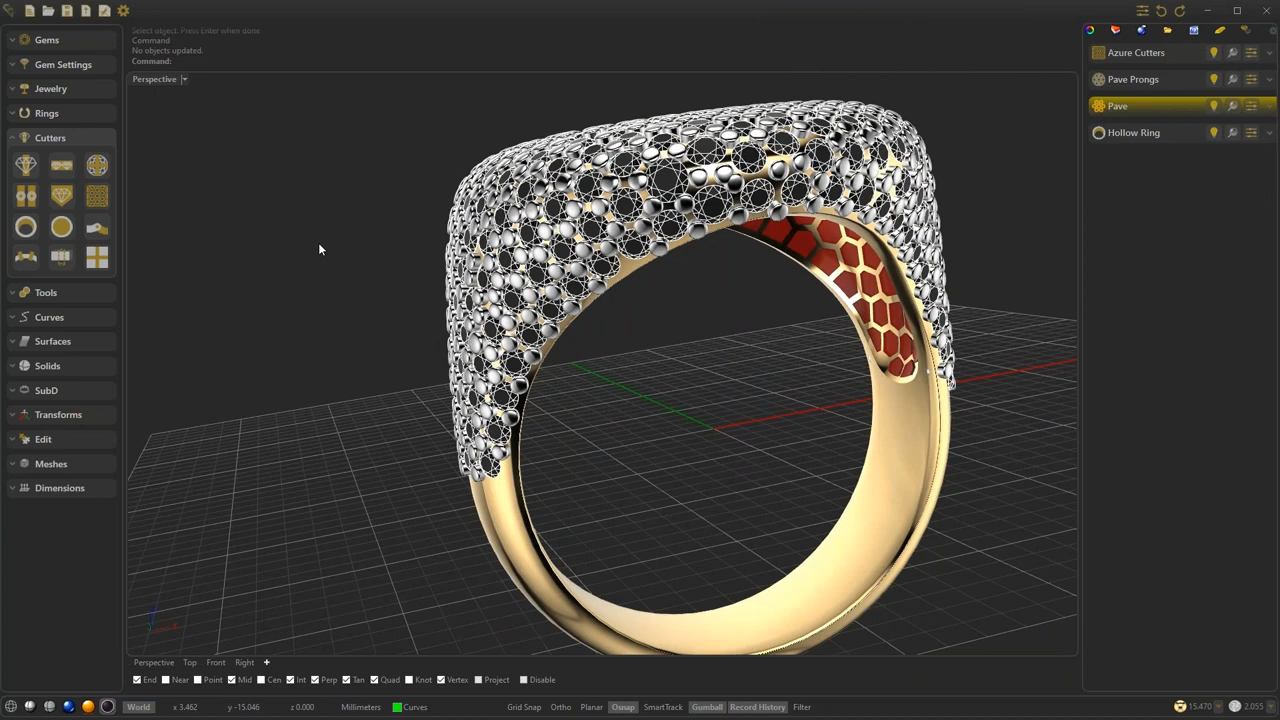 Select object. Press Enter when done
Command
No objects updated.
Command:
Perspective
Gems
Gem Settings
Jewelry
Rings
Cutters
Tools
Curves
Surfaces
Solids
SubD
Transforms
Edit
Meshes
Dimensions
Azure Cutters
Pave Prongs
Pave
Hollow Ring
Perspective Top Front Right
End Near Point Mid Cen Int Perp Tan Quad Knot Vertex Project Disable
World x 3.462 y -15.046 z 0.000 Millimeters Curves Grid Snap Ortho Planar Osnap SmartTrack Gumball Record History Filter 15.470 2.055